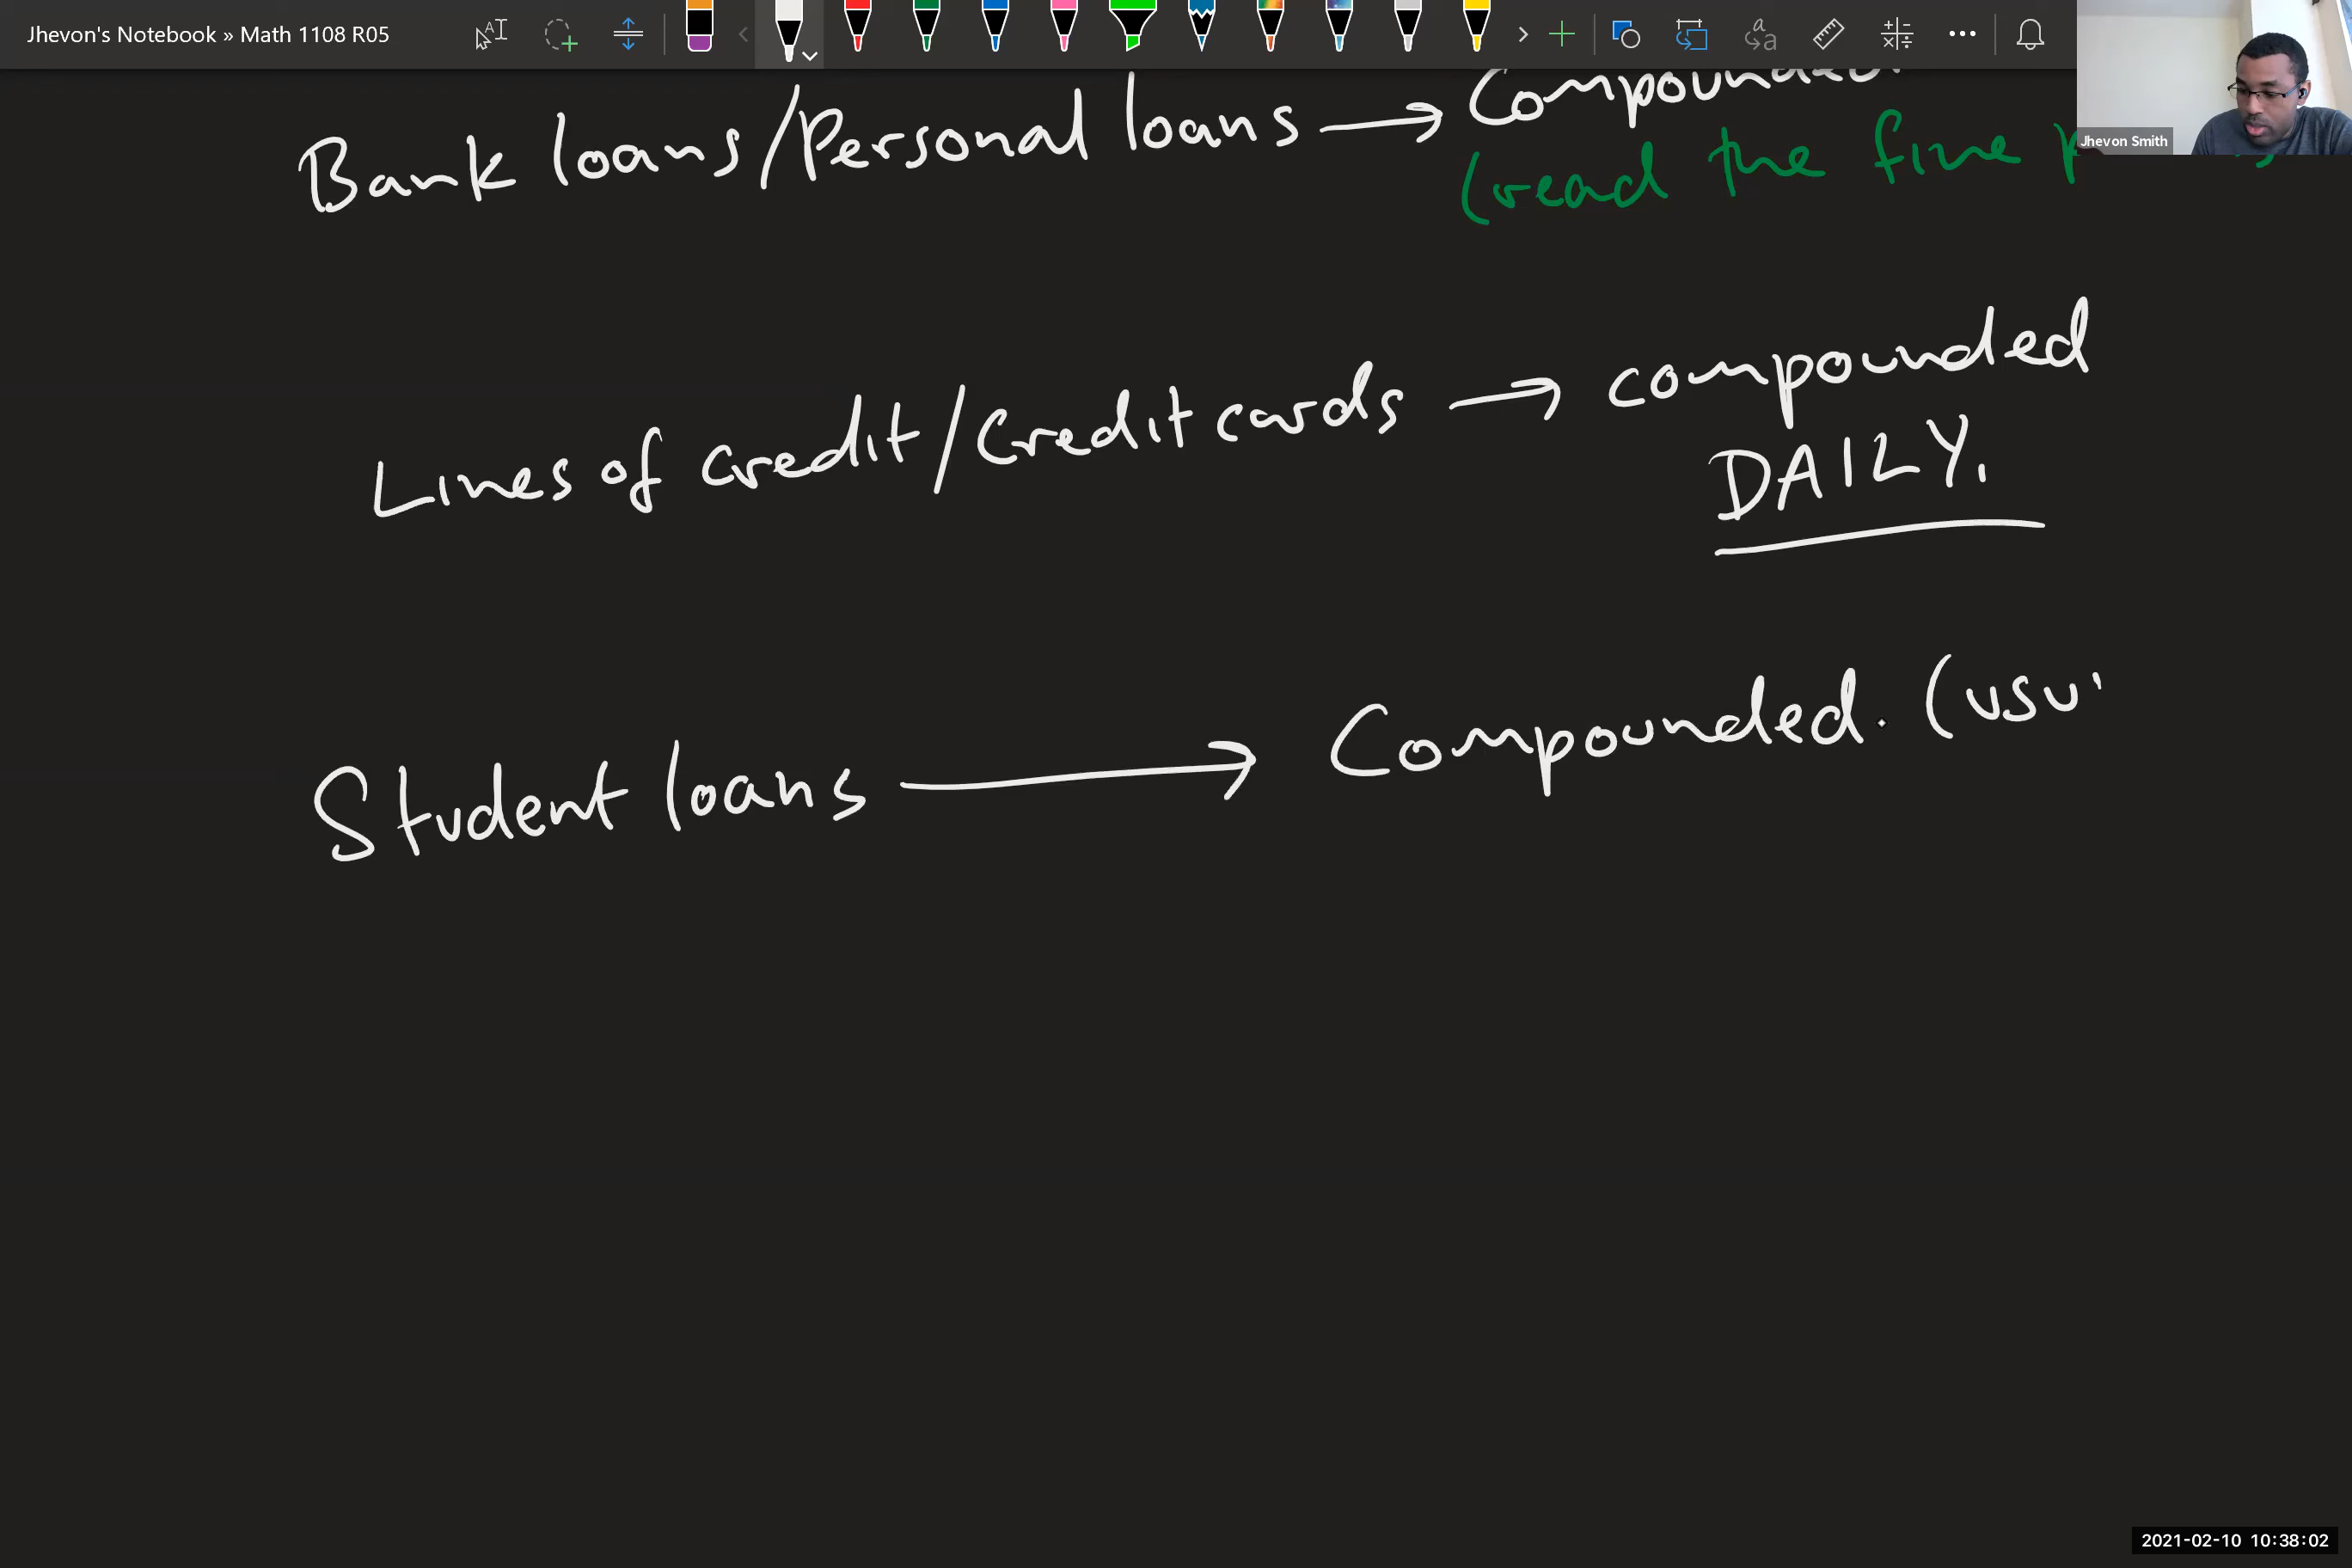 Jhevon's Notebook » Math 1108 R05
Jhevon Smith
Bank loans/Personal loans → Compounded.
(read the fine
Lines of credit/credit cards → compounded
DAILY.
Student loans → Compounded. (usu
2021-02-10 10:38:02